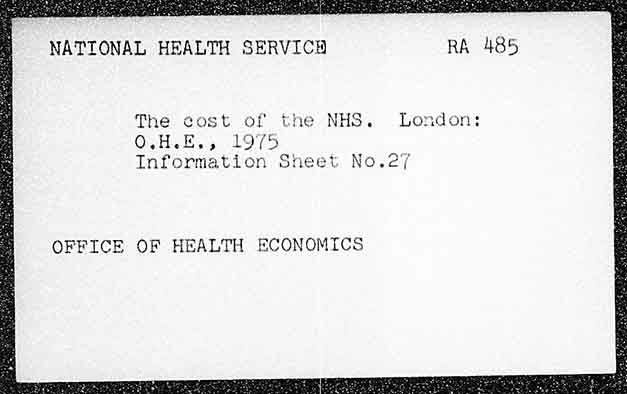 NATIONAL HEALTH SERVICE RA 485
The cost of the NHS. London:
O.H.E., 1975
Information Sheet No.27
OFFICE OF HEALTH ECONOMICS